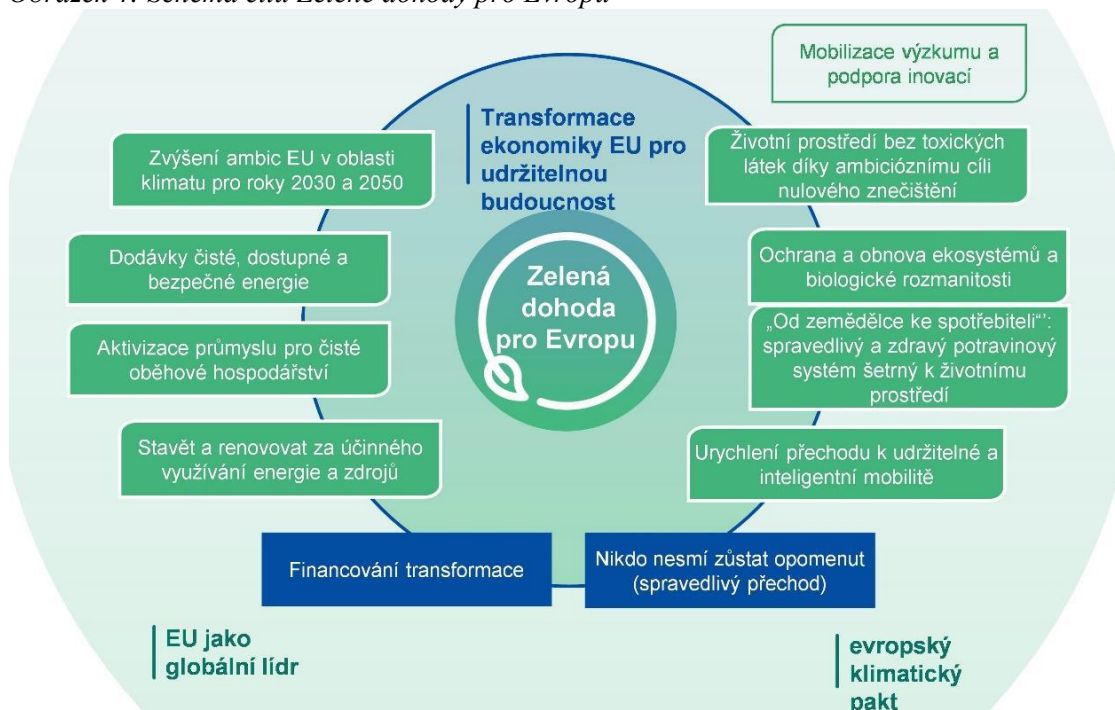 Mobilizace výzkumu a
podpora inovací
Transformace
ekonomiky EU pro
udržitelnou
budoucnost
Zvýšení ambic EU v oblasti
klimatu pro roky 2030 a 2050
Životní prostředí bez toxických
látek díky ambicióznímu cíli
nulového znečištění
Dodávky čisté, dostupné a
bezpečné energie
Ochrana a obnova ekosystémů a
biologické rozmanitosti
Zelená
dohoda
pro Evropu
Aktivizace průmyslu pro čisté
oběhové hospodářství
„Od zemědělce ke spotřebiteli“':
spravedlivý a zdravý potravinový
systém šetrný k životnímu
prostředí
Stavět a renovovat za účinného
využívání energie a zdrojů
Urychlení přechodu k udržitelné a
inteligentní mobilitě
Financování transformace
Nikdo nesmí zůstat opomenut
(spravedlivý přechod)
EU jako
globální lídr
evropský
klimatický
pakt